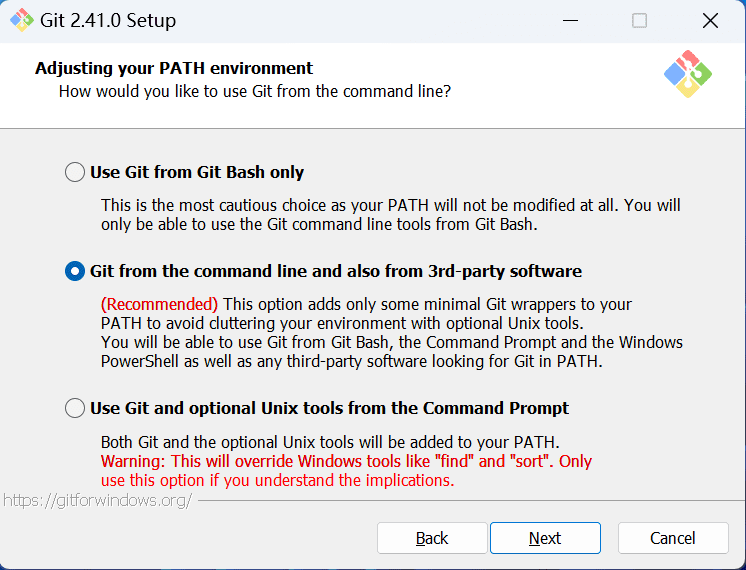 Git 2.41.0 Setup
Adjusting your PATH environment
How would you like to use Git from the command line?
Use Git from Git Bash only
This is the most cautious choice as your PATH will not be modified at all. You will
only be able to use the Git command line tools from Git Bash.
Git from the command line and also from 3rd-party software
(Recommended) This option adds only some minimal Git wrappers to your
PATH to avoid cluttering your environment with optional Unix tools.
You will be able to use Git from Git Bash, the Command Prompt and the Windows
PowerShell as well as any third-party software looking for Git in PATH.
Use Git and optional Unix tools from the Command Prompt
Both Git and the optional Unix tools will be added to your PATH.
Warning: This will override Windows tools like "find" and "sort". Only
use this option if you understand the implications.
https://gitforwindows.org/
Back Next Cancel